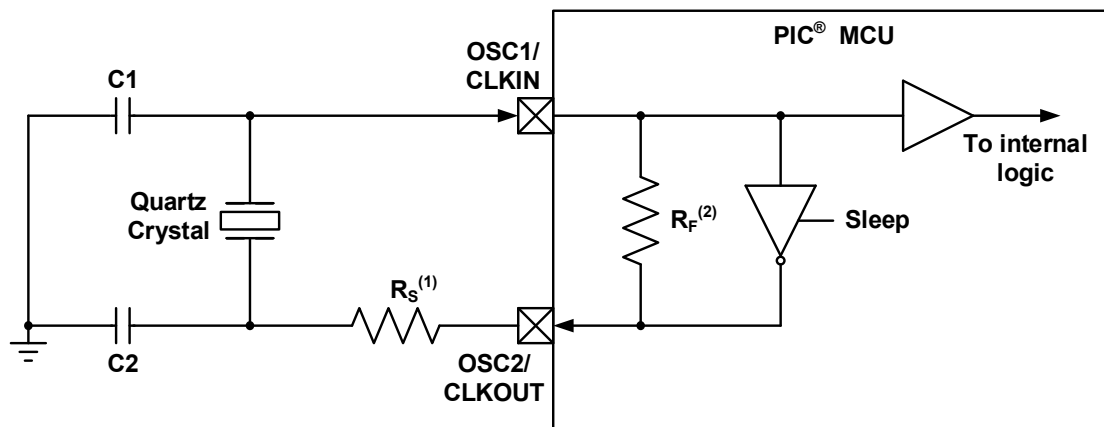 PIC® MCU
OSC1/
CLKIN
C1
To internal
logic
Quartz
Crystal
RF(2)
Sleep
RS(1)
C2
OSC2/
CLKOUT